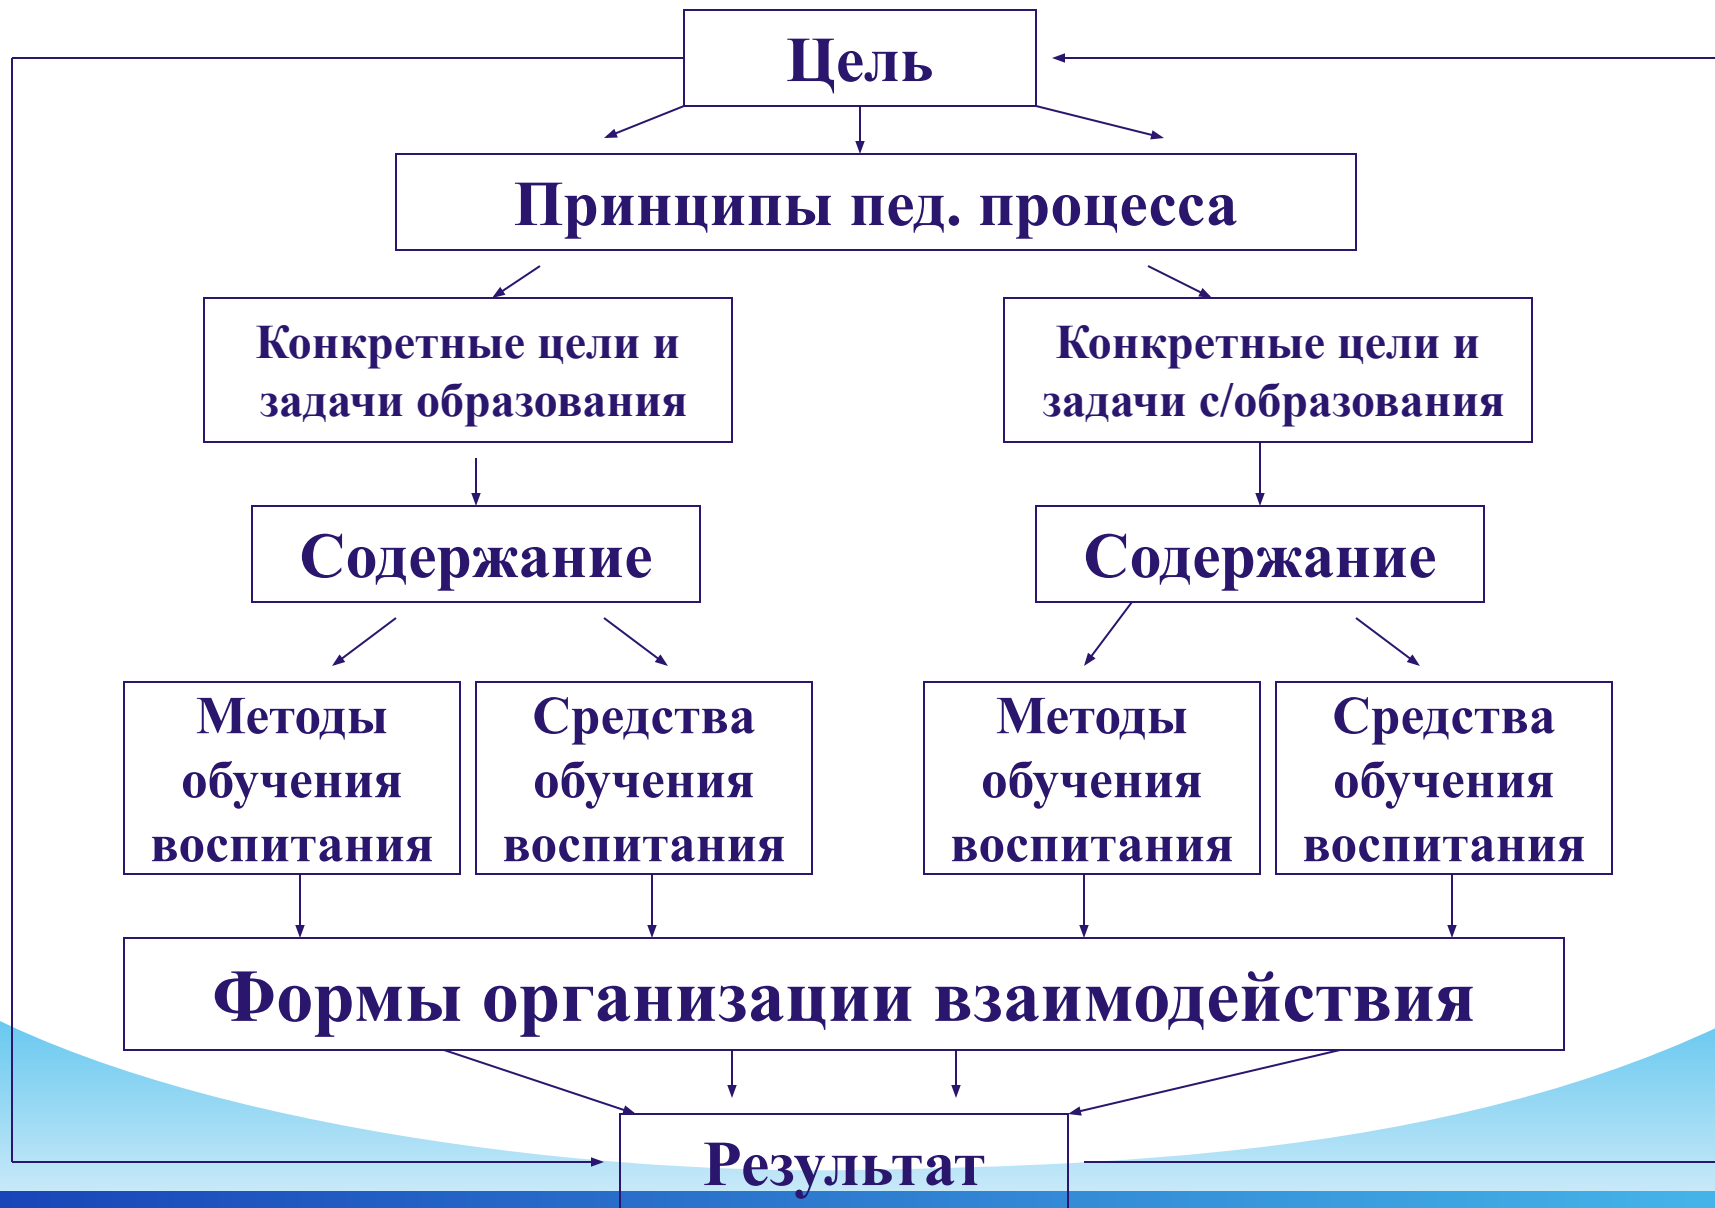 Цель
Принципы пед. процесса
Конкретные цели и
задачи образования
Конкретные цели и
задачи с/образования
Содержание
Содержание
Методы
обучения
воспитания
Средства
обучения
воспитания
Методы
обучения
воспитания
Средства
обучения
воспитания
Формы организации взаимодействия
Результат